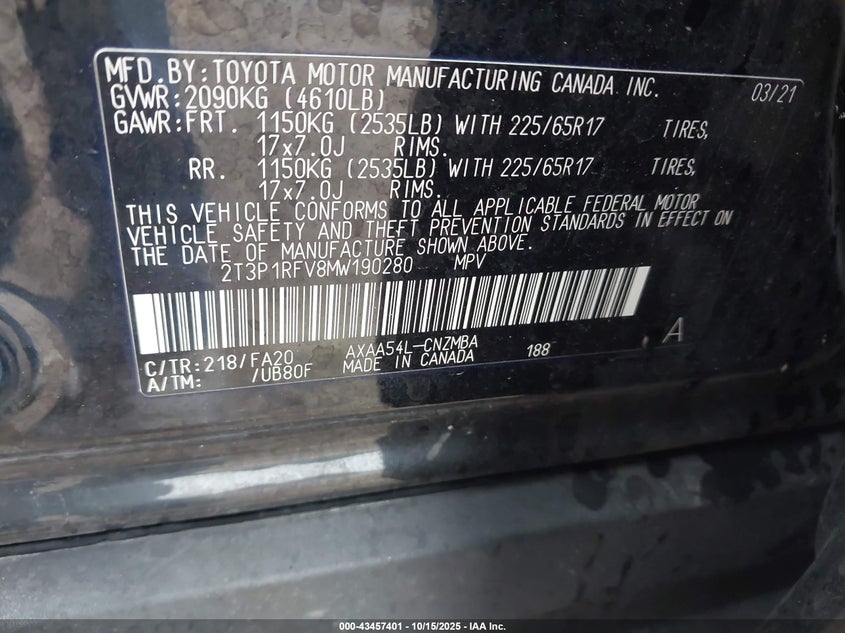 MFD.BY:TOYOTA MOTOR MANUFACTURING CANADA INC. 03/21
GVWR:2090KG (4610LB)
GAWR:FRT. 1150KG (2535LB) WITH 225/65R17 TIRES,
17x7.0J RIMS.
RR. 1150KG (2535LB) WITH 225/65R17 TIRES,
17x7.0J RIMS.
THIS VEHICLE CONFORMS TO ALL APPLICABLE FEDERAL MOTOR
VEHICLE SAFETY AND THEFT PREVENTION STANDARDS IN EFFECT ON
THE DATE OF MANUFACTURE SHOWN ABOVE.
2T3P1RFV8MW190280 MPV
C/TR:218/FA20 AXAA54L-CNZMBA 188 A
A/TM: /UB80F MADE IN CANADA
000-43457401 - 10/15/2025 - IAA Inc.